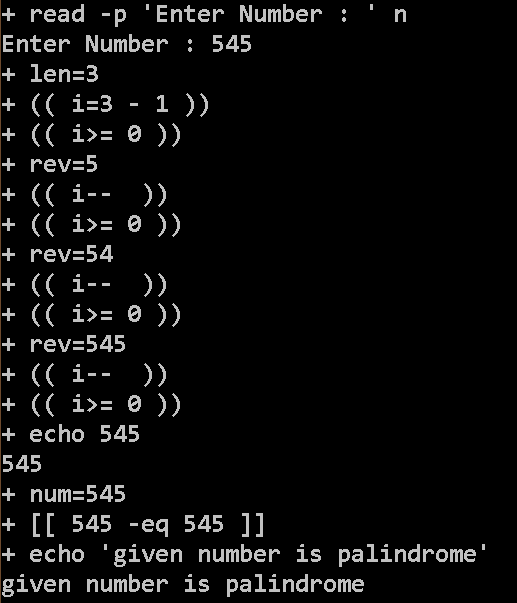 + read -p 'Enter Number : ' n
Enter Number : 545
+ len=3
+ (( i=3 - 1 ))
+ (( i>= 0 ))
+ rev=5
+ (( i--  ))
+ (( i>= 0 ))
+ rev=54
+ (( i--  ))
+ (( i>= 0 ))
+ rev=545
+ (( i--  ))
+ (( i>= 0 ))
+ echo 545
545
+ num=545
+ [[ 545 -eq 545 ]]
+ echo 'given number is palindrome'
given number is palindrome